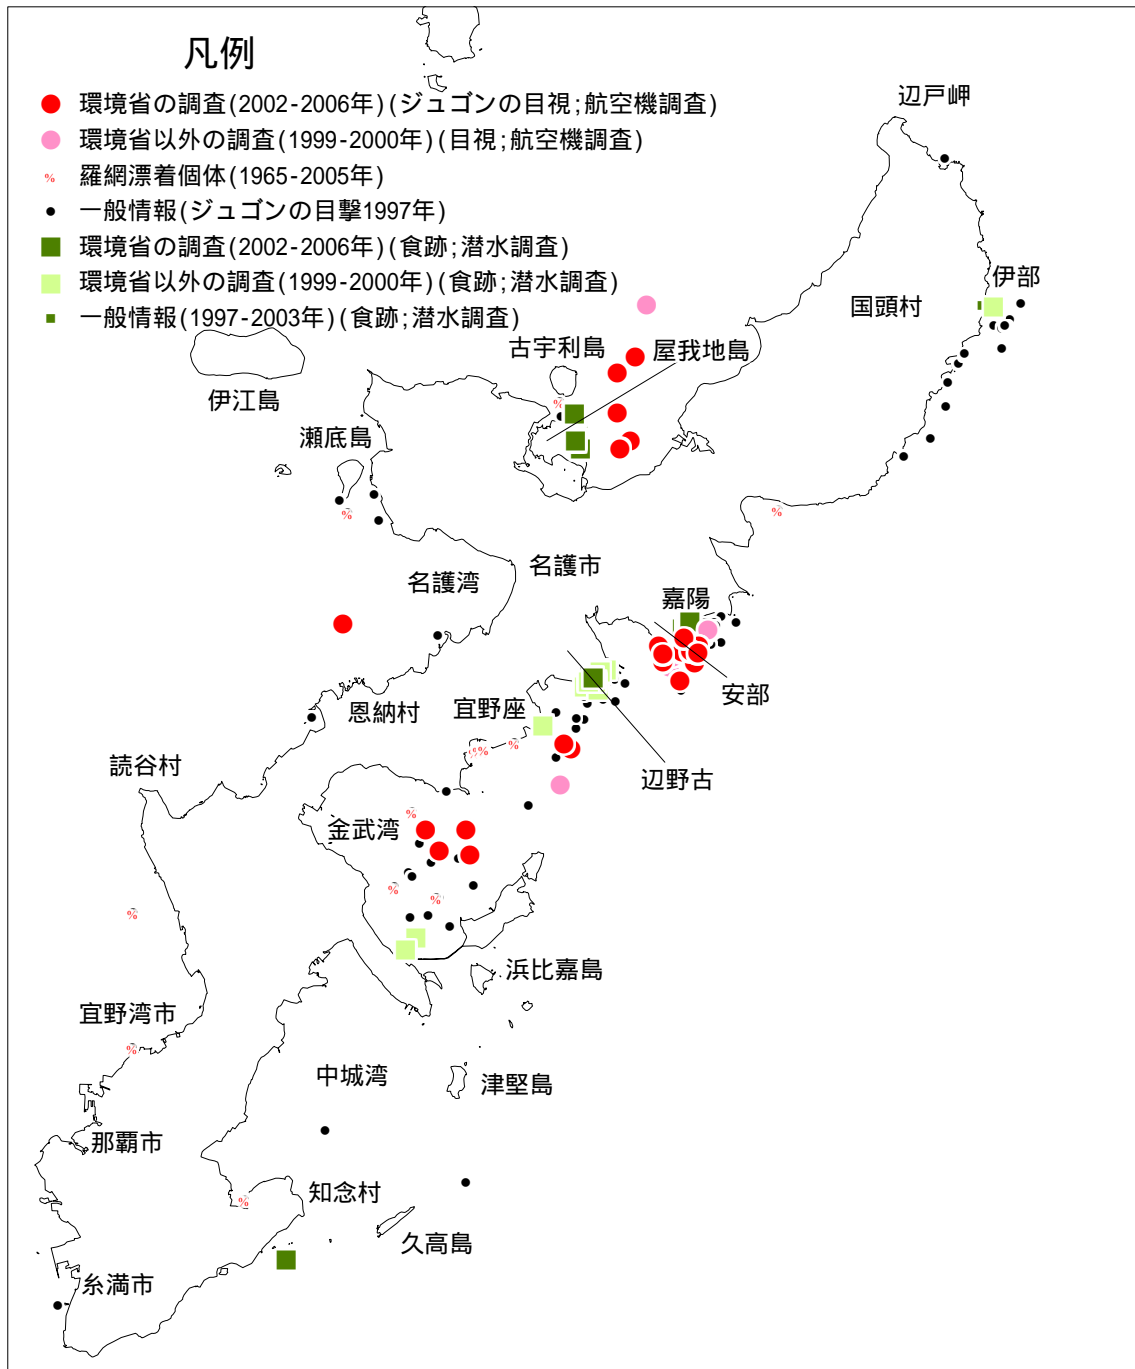 凡例
環境省の調査(2002-2006年)(ジュゴンの目視;航空機調査)
環境省以外の調査(1999-2000年)(目視;航空機調査)
% 羅網漂着個体(1965-2005年)
一般情報(ジュゴンの目撃1997年)
環境省の調査(2002-2006年)(食跡;潜水調査)
環境省以外の調査(1999-2000年)(食跡;潜水調査)
一般情報(1997-2003年)(食跡;潜水調査)
辺戸岬
伊部
国頭村
古宇利島
屋我地島
伊江島
瀬底島
名護湾
名護市
嘉陽
安部
恩納村
宜野座
辺野古
読谷村
金武湾
浜比嘉島
宜野湾市
中城湾
津堅島
那覇市
知念村
久高島
糸満市